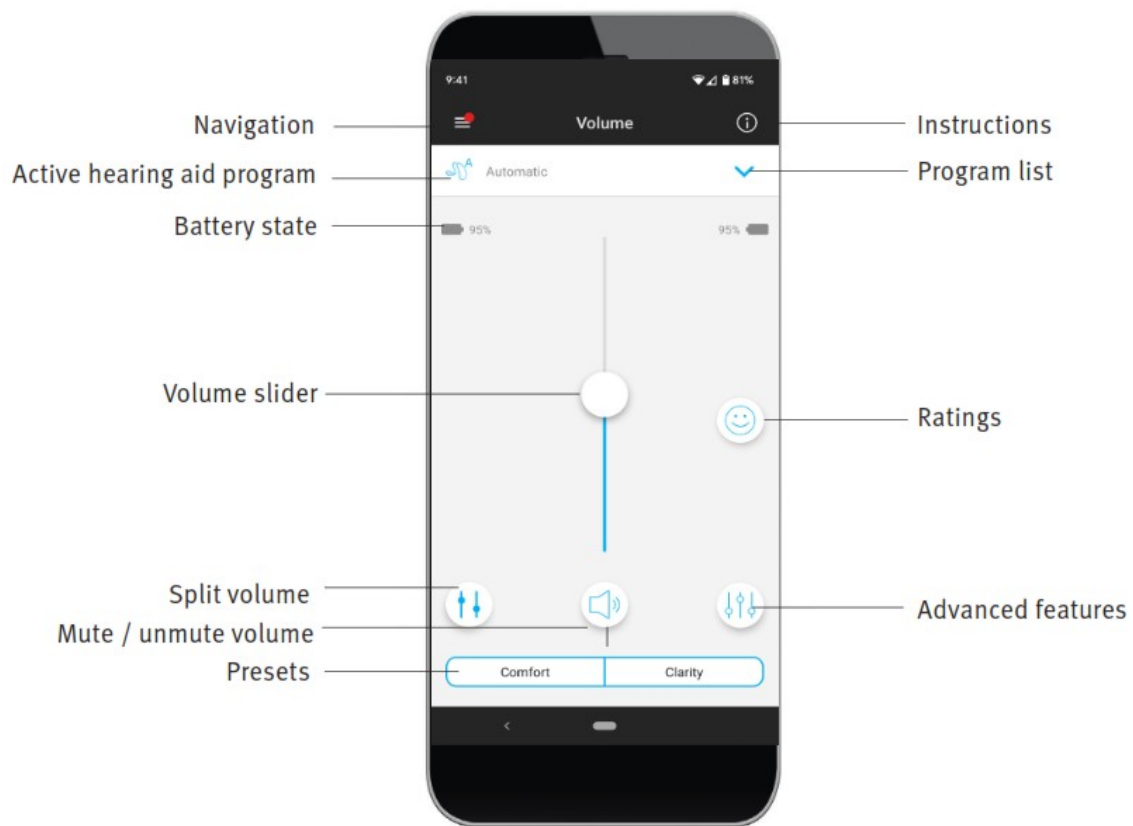 9:41
81%
Navigation
Volume
Instructions
Active hearing aid program
Automatic
Program list
Battery state
95%
95%
Volume slider
Ratings
Split volume
Mute / unmute volume
Advanced features
Presets
Comfort
Clarity